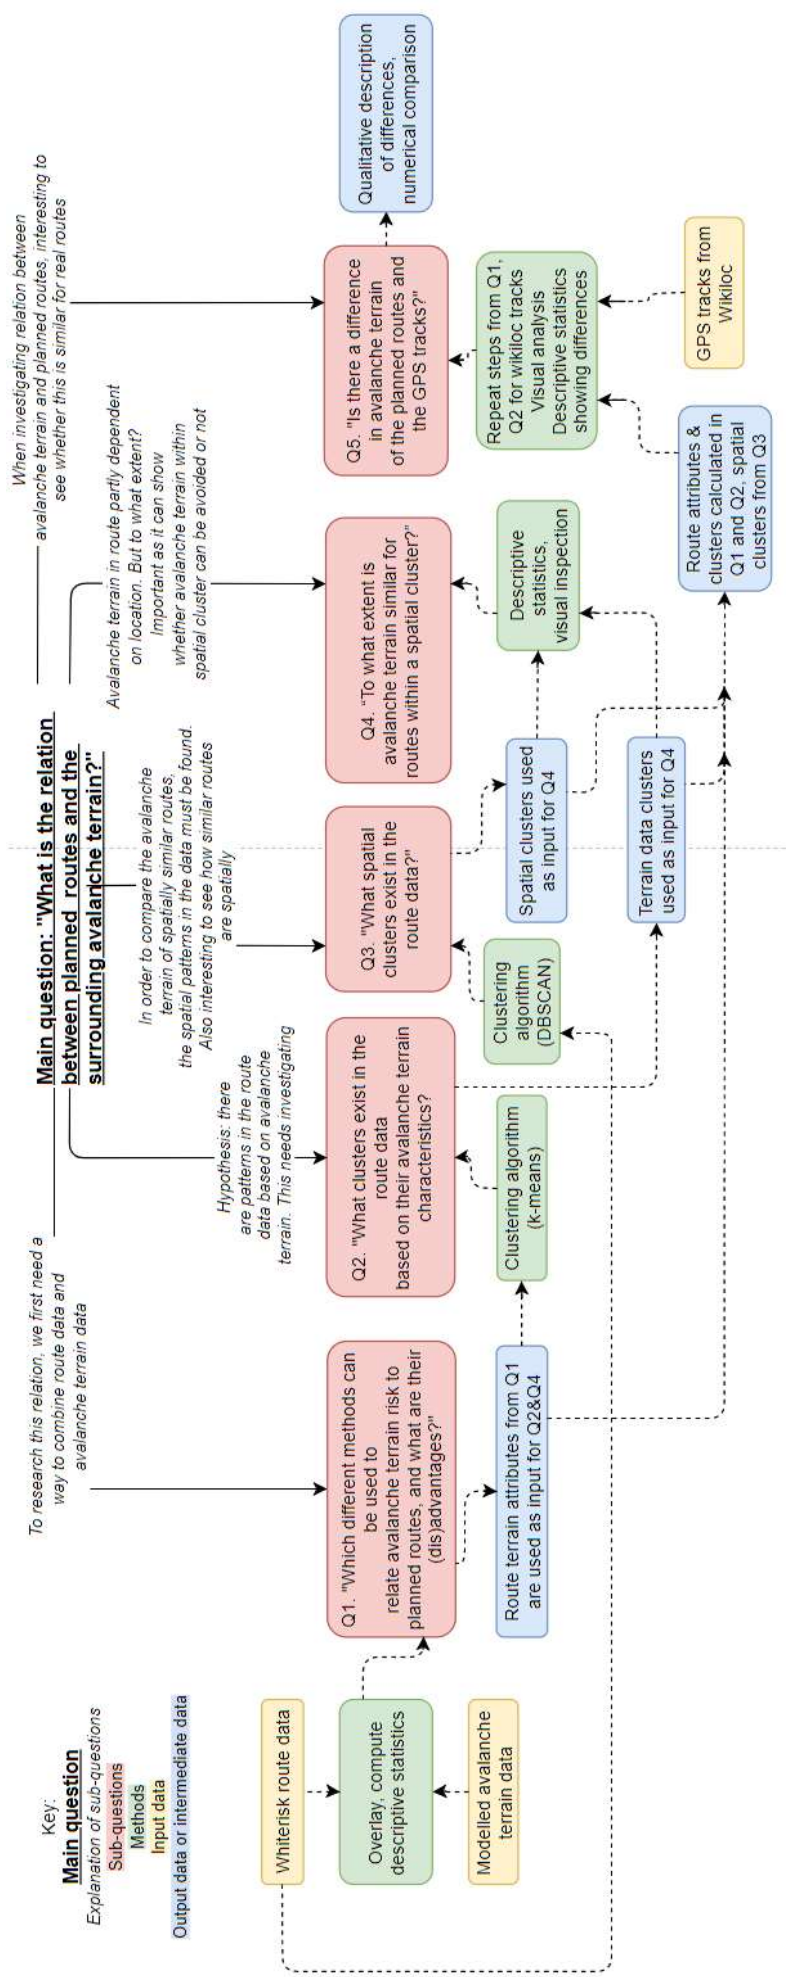 Key:
Main question
Explanation of sub-questions
Sub-questions
Methods
Input data
Output data or intermediate data
Main question: "What is the relation
between planned routes and the
surrounding avalanche terrain?"
To research this relation, we first need a
way to combine route data and
avalanche terrain data
Hypothesis: there
are patterns in the route
data based on avalanche
terrain. This needs investigating
In order to compare the avalanche
terrain of spatially similar routes,
the spatial patterns in the data must be found.
Also interesting to see how similar routes
are spatially
Avalanche terrain in route partly dependent
on location. But to what extent?
Important as it can show
whether avalanche terrain within
spatial cluster can be avoided or not
When investigating relation between
avalanche terrain and planned routes, interesting to
see whether this is similar for real routes
Whiterisk route data
Overlay, compute
descriptive statistics
Modelled avalanche
terrain data
Q1. "Which different methods can
be used to
relate avalanche terrain risk to
planned routes, and what are their
(dis)advantages?"
Route terrain attributes from Q1
are used as input for Q2&Q4
Q2. "What clusters exist in the
route data
based on their avalanche terrain
characteristics?
Clustering algorithm
(k-means)
Q3. "What spatial
clusters exist in the
route data?"
Clustering
algorithm
(DBSCAN)
Spatial clusters used
as input for Q4
Terrain data clusters
used as input for Q4
Q4. "To what extent is
avalanche terrain similar for
routes within a spatial cluster?"
Descriptive
statistics,
visual inspection
Q5. "Is there a difference
in avalanche terrain
of the planned routes and
the GPS tracks?"
Repeat steps from Q1,
Q2 for wikiloc tracks
Visual analysis
Descriptive statistics
showing differences
Route attributes &
clusters calculated in
Q1 and Q2, spatial
clusters from Q3
GPS tracks from
Wikiloc
Qualitative description
of differences,
numerical comparison